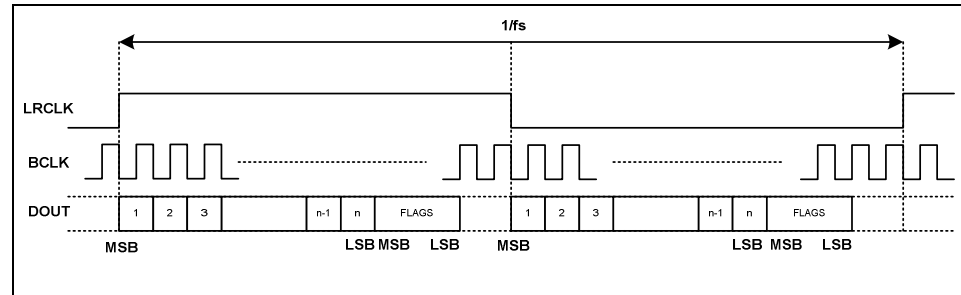 1/fs
LRCLK
BCLK
DOUT 1 2 3 n-1 n FLAGS 1 2 3 n-1 n FLAGS
MSB LSB MSB LSB MSB LSB MSB LSB